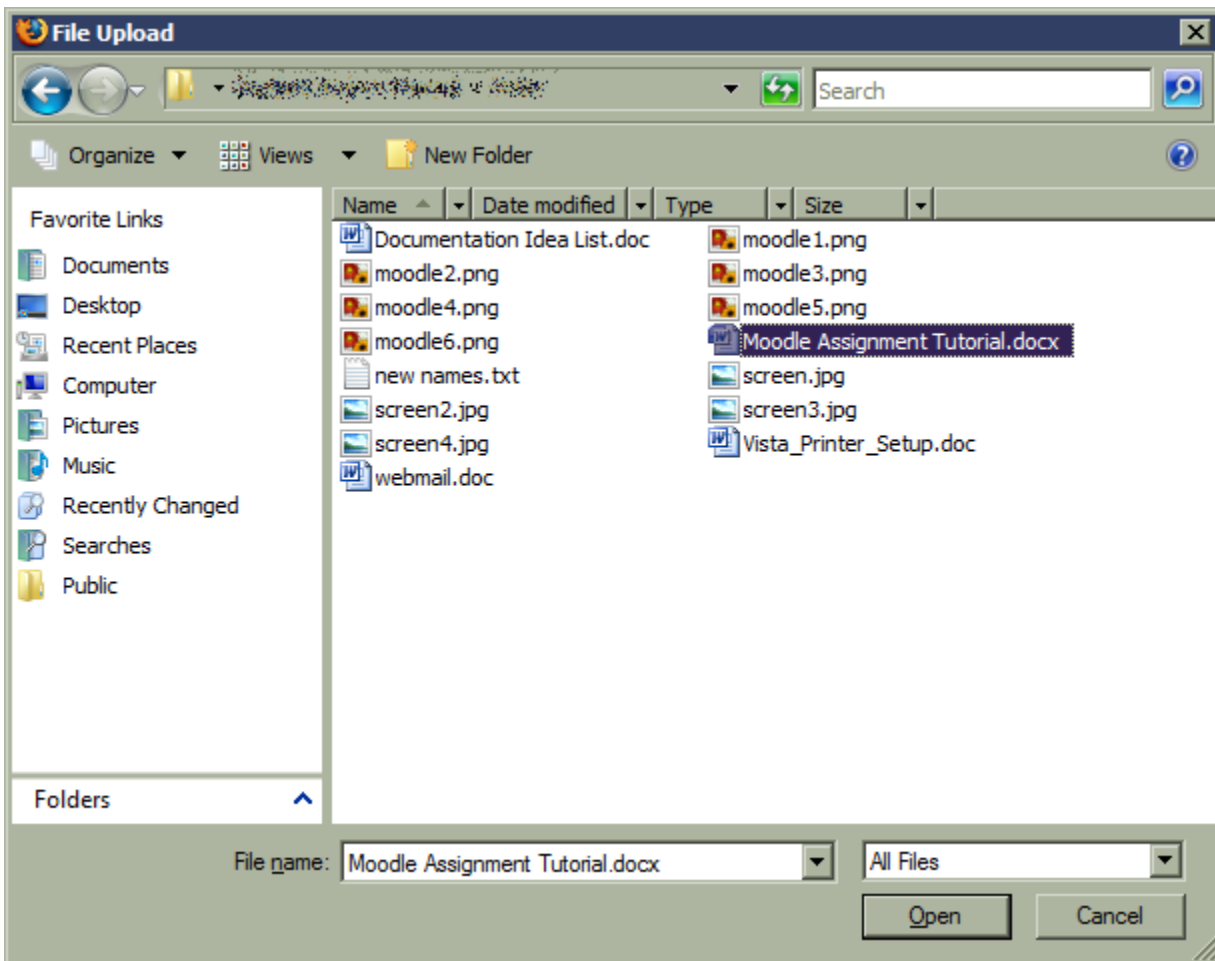 File Upload
Search
Organize Views New Folder
Favorite Links
Documents
Desktop
Recent Places
Computer
Pictures
Music
Recently Changed
Searches
Public
Folders
Name Date modified Type Size
Documentation Idea List.doc moodle1.png
moodle2.png moodle3.png
moodle4.png moodle5.png
moodle6.png Moodle Assignment Tutorial.docx
new names.txt screen.jpg
screen2.jpg screen3.jpg
screen4.jpg Vista_Printer_Setup.doc
webmail.doc
File name: Moodle Assignment Tutorial.docx All Files
Open Cancel